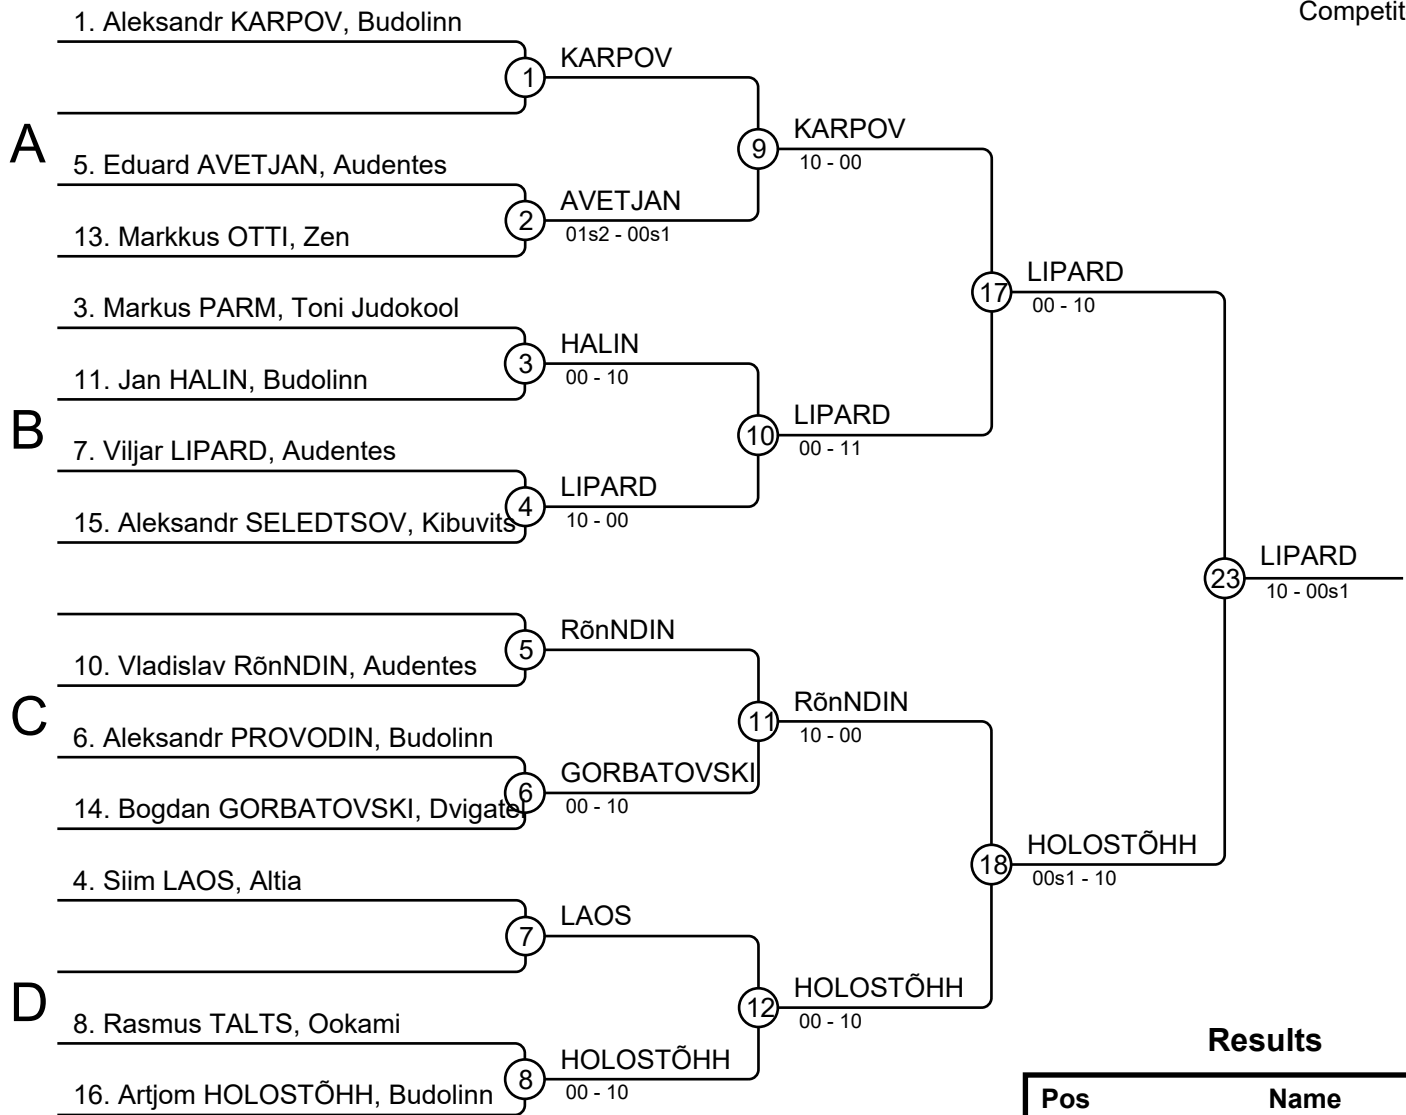 Competit
1. Aleksandr KARPOV, Budolinn
1
KARPOV
A
5. Eduard AVETJAN, Audentes
9
KARPOV
10 - 00
2
AVETJAN
01s2 - 00s1
13. Markkus OTTI, Zen
3. Markus PARM, Toni Judokool
17
LIPARD
00 - 10
3
HALIN
00 - 10
11. Jan HALIN, Budolinn
B
10
LIPARD
00 - 11
7. Viljar LIPARD, Audentes
4
LIPARD
10 - 00
15. Aleksandr SELEDTSOV, Kibuvits
23
LIPARD
10 - 00s1
5
RõnNDIN
10. Vladislav RõnNDIN, Audentes
C
11
RõnNDIN
10 - 00
6. Aleksandr PROVODIN, Budolinn
6
GORBATOVSKI
00 - 10
14. Bogdan GORBATOVSKI, Dvigatel
18
HOLOSTÕHH
00s1 - 10
4. Siim LAOS, Altia
7
LAOS
D
12
HOLOSTÕHH
00 - 10
8. Rasmus TALTS, Ookami
8
HOLOSTÕHH
00 - 10
16. Artjom HOLOSTÕHH, Budolinn
Results
Pos Name